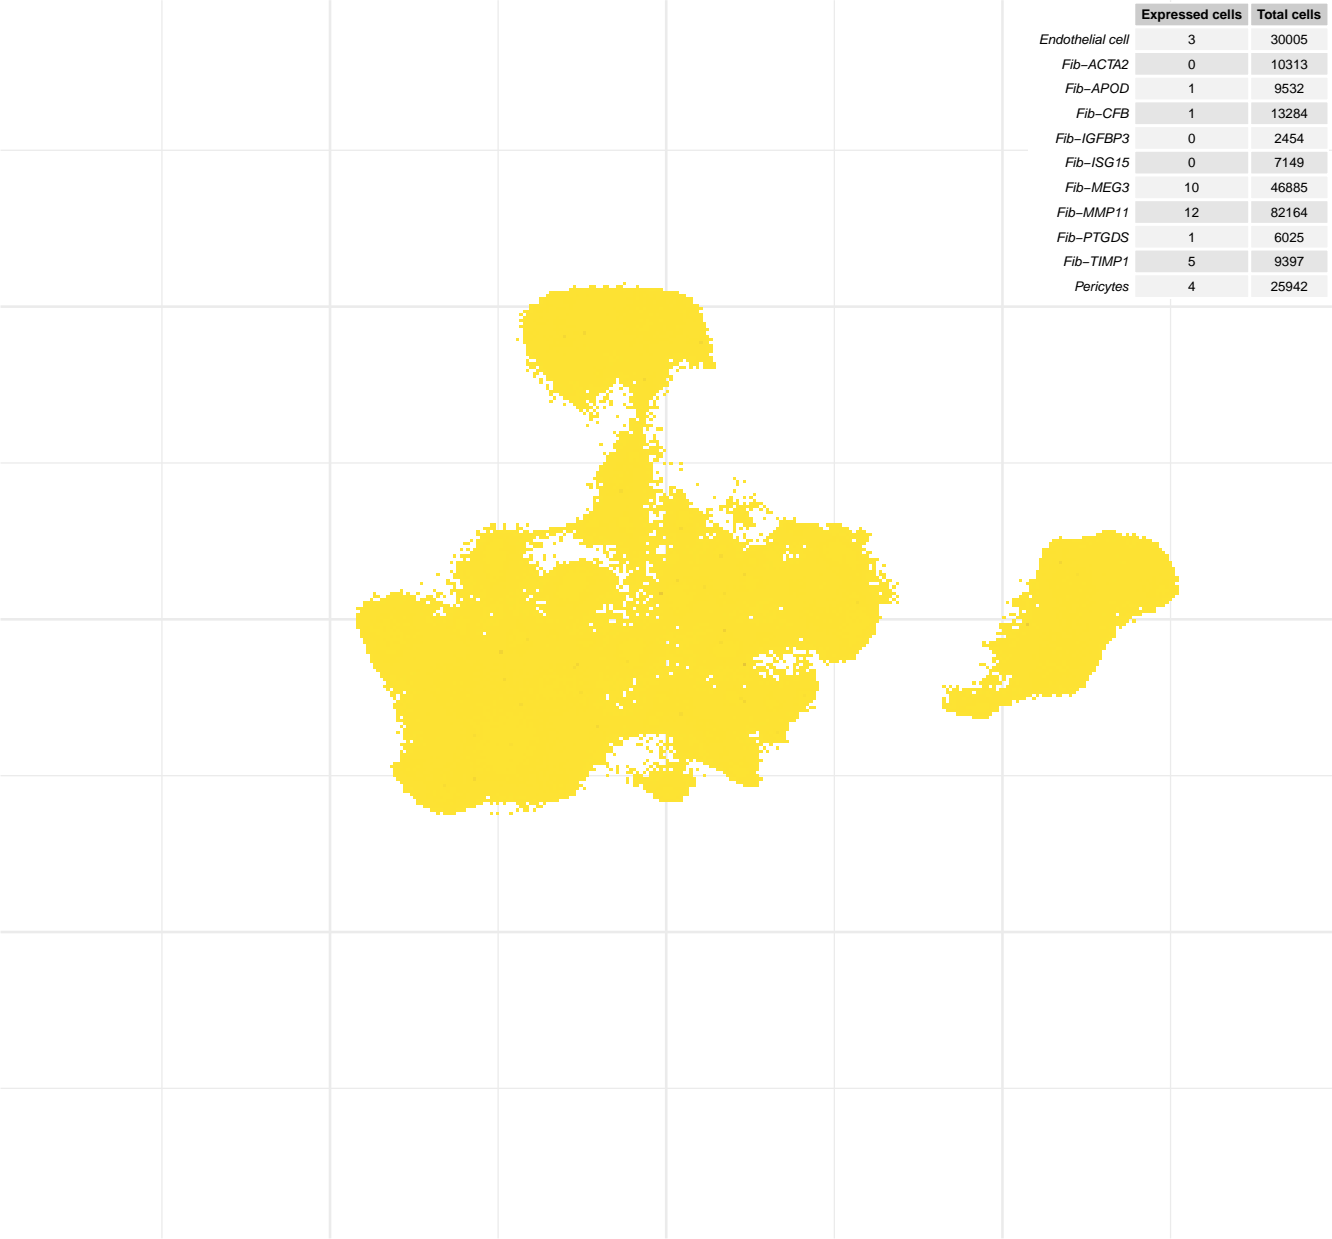 Expressed cells Total cells
Endothelial cell 3 30005
Fib−ACTA2 0 10313
Fib−APOD 1 9532
Fib−CFB 1 13284
Fib−IGFBP3 0 2454
Fib−ISG15 0 7149
Fib−MEG3 10 46885
Fib−MMP11 12 82164
Fib−PTGDS 1 6025
Fib−TIMP1 5 9397
Pericytes 4 25942